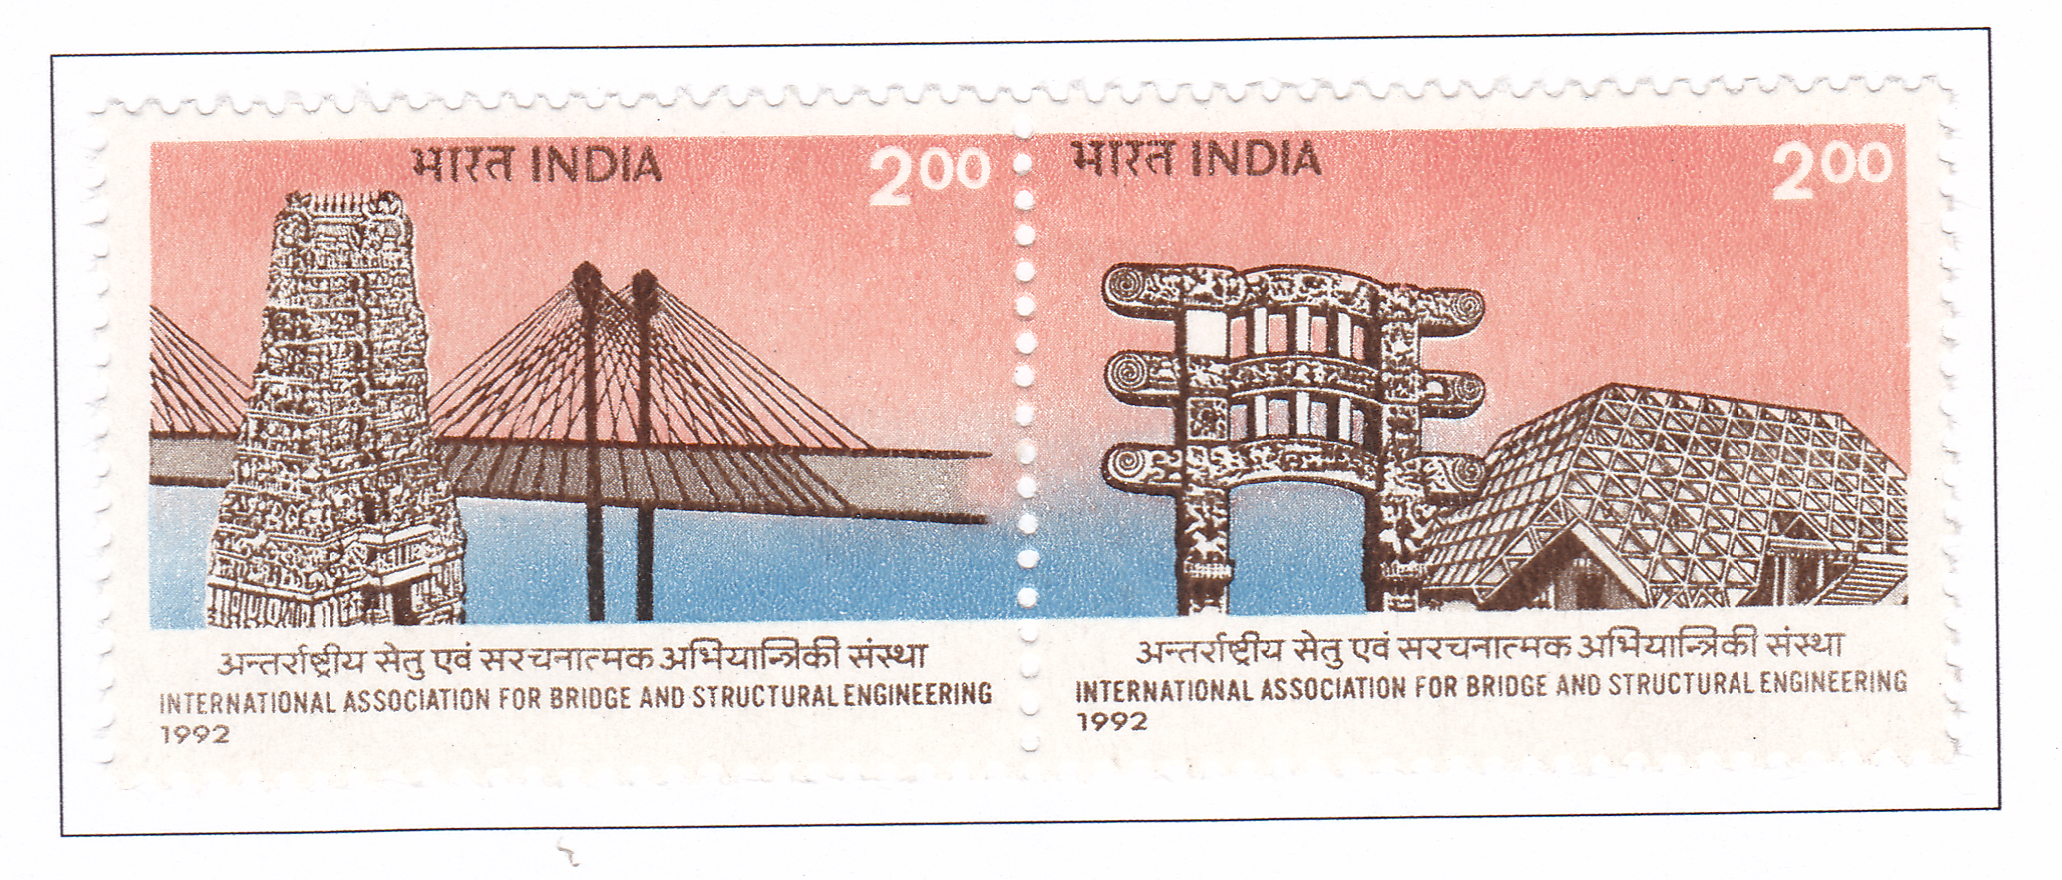 भारत INDIA 2.00
अन्तर्राष्ट्रीय सेतु एवं सरचनात्मक अभियान्त्रिकी संस्था
INTERNATIONAL ASSOCIATION FOR BRIDGE AND STRUCTURAL ENGINEERING
1992
भारत INDIA 2.00
अन्तर्राष्ट्रीय सेतु एवं सरचनात्मक अभियान्त्रिकी संस्था
INTERNATIONAL ASSOCIATION FOR BRIDGE AND STRUCTURAL ENGINEERING
1992